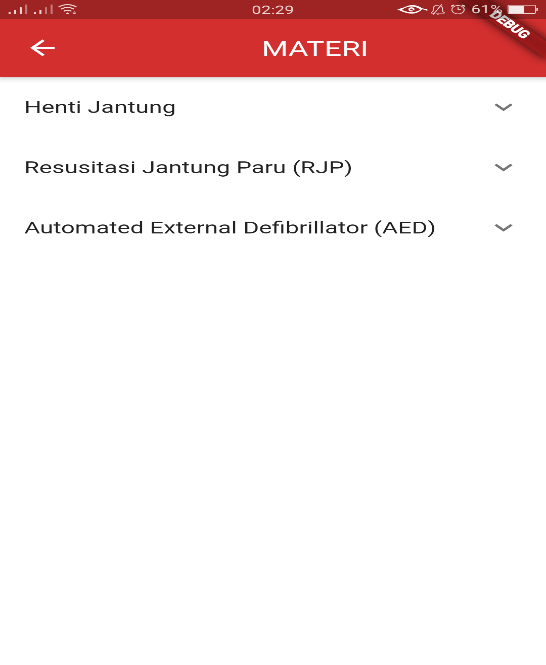 02:29
61%
DEBUG
MATERI
Henti Jantung
Resusitasi Jantung Paru (RJP)
Automated External Defibrillator (AED)